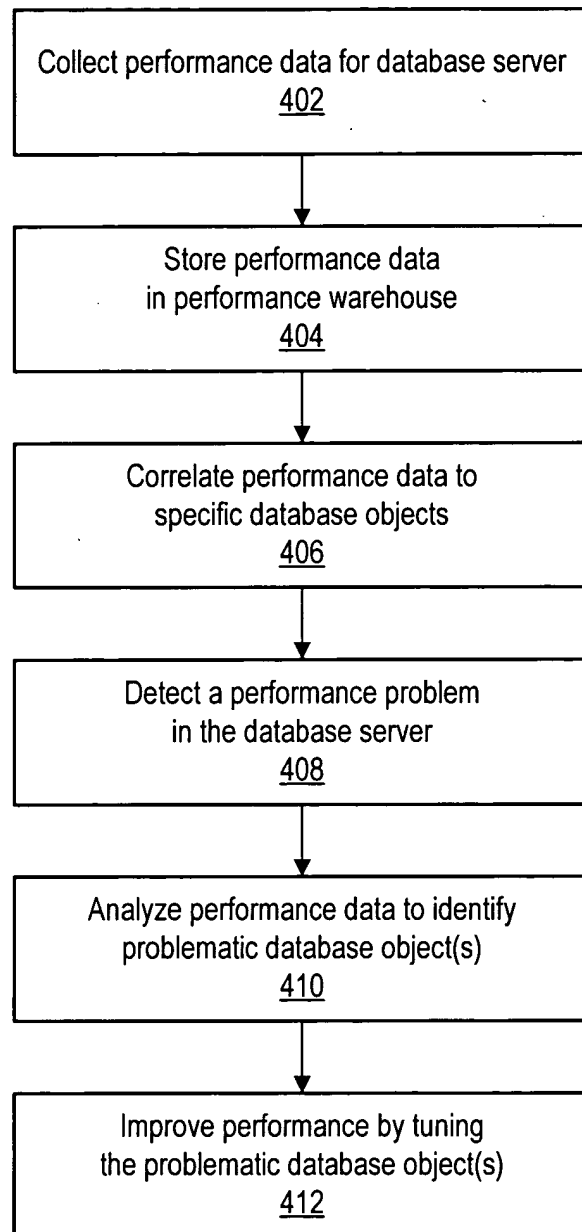 Collect performance data for database server
402
Store performance data
in performance warehouse
404
Correlate performance data to
specific database objects
406
Detect a performance problem
in the database server
408
Analyze performance data to identify
problematic database object(s)
410
Improve performance by tuning
the problematic database object(s)
412